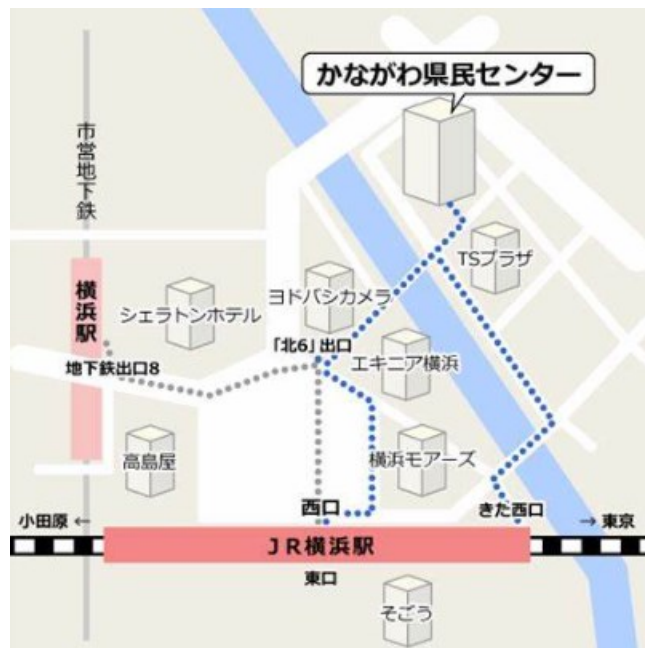 かながわ県民センター
市営地下鉄
TSプラザ
横浜駅
ヨドバシカメラ
シェラトンホテル
「北6」出口
エキニア横浜
地下鉄出口8
高島屋
横浜モアーズ
西口
きた西口
小田原 ←
→ 東京
JR横浜駅
東口
そごう